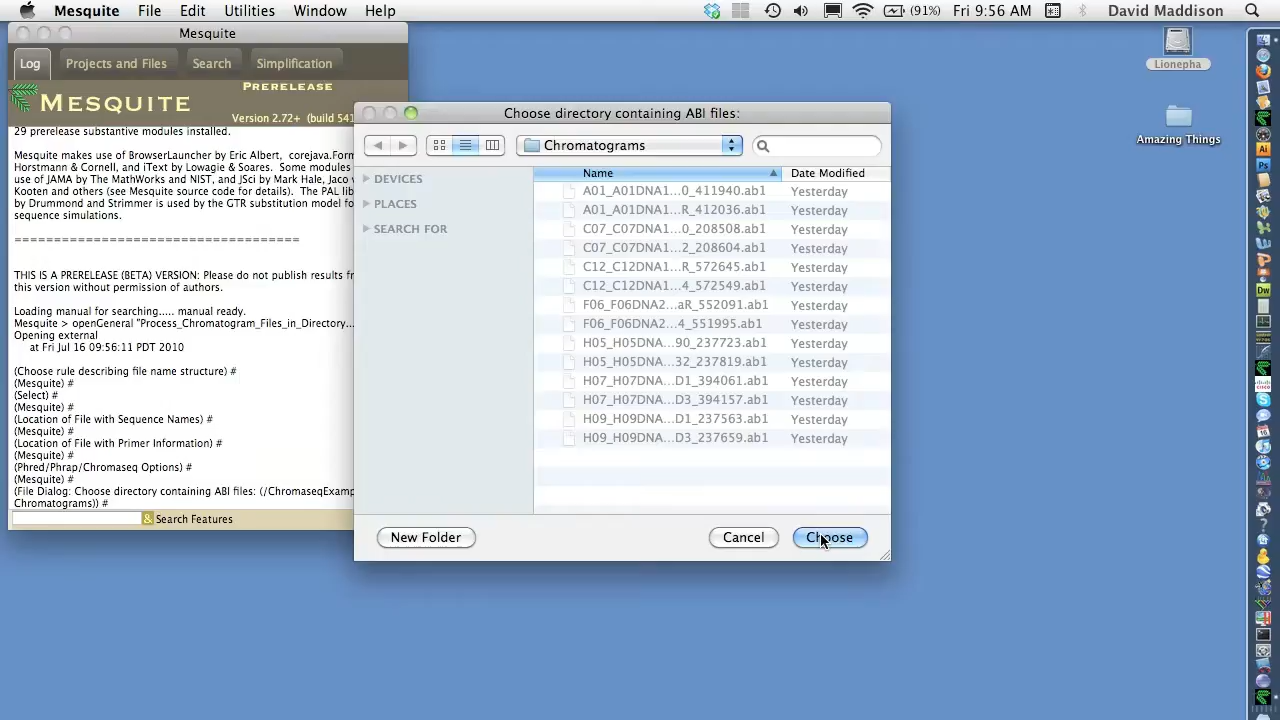 Mesquite File Edit Utilities Window Help (91%) Fri 9:56 AM David Maddison
Mesquite
Log Projects and Files Search Simplification
PRERELEASE
MESQUITE
Version 2.72+ (build 541
29 prerelease substantive modules installed.
Mesquite makes use of BrowserLauncher by Eric Albert, corejava.Form
Horstmann & Cornell, and iText by Lowagie & Soares. Some modules
use of JAMA by The MathWorks and NIST, and JSci by Mark Hale, Jaco
Kooten and others (see Mesquite source code for details). The PAL lib
by Drummond and Strimmer is used by the GTR substitution model fo
sequence simulations.
=====================================
THIS IS A PRERELEASE (BETA) VERSION: Please do not publish results fr
this version without permission of authors.
Loading manual for searching..... manual ready.
Mesquite > openGeneral "Process_Chromatogram_Files_in_Directory...
Opening external
at Fri Jul 16 09:56:11 PDT 2010
(Choose rule describing file name structure) #
(Mesquite) #
(Select) #
(Mesquite) #
(Location of File with Sequence Names) #
(Mesquite) #
(Location of File with Primer Information) #
(Mesquite) #
(Phred/Phrap/Chromaseq Options) #
(Mesquite) #
(File Dialog: Choose directory containing ABI files: (/ChromaseqExamp
Chromatograms)) #
& Search Features
Choose directory containing ABI files:
Chromatograms
DEVICES
PLACES
SEARCH FOR
Name Date Modified
A01_A01DNA1...0_411940.ab1 Yesterday
A01_A01DNA1...R_412036.ab1 Yesterday
C07_C07DNA1...0_208508.ab1 Yesterday
C07_C07DNA1...2_208604.ab1 Yesterday
C12_C12DNA1...R_572645.ab1 Yesterday
C12_C12DNA1...4_572549.ab1 Yesterday
F06_F06DNA2...aR_552091.ab1 Yesterday
F06_F06DNA2...4_551995.ab1 Yesterday
H05_H05DNA...90_237723.ab1 Yesterday
H05_H05DNA...32_237819.ab1 Yesterday
H07_H07DNA...D1_394061.ab1 Yesterday
H07_H07DNA...D3_394157.ab1 Yesterday
H09_H09DNA...D1_237563.ab1 Yesterday
H09_H09DNA...D3_237659.ab1 Yesterday
New Folder Cancel Choose
Lionepha
Amazing Things
Ai
Ps
Dw